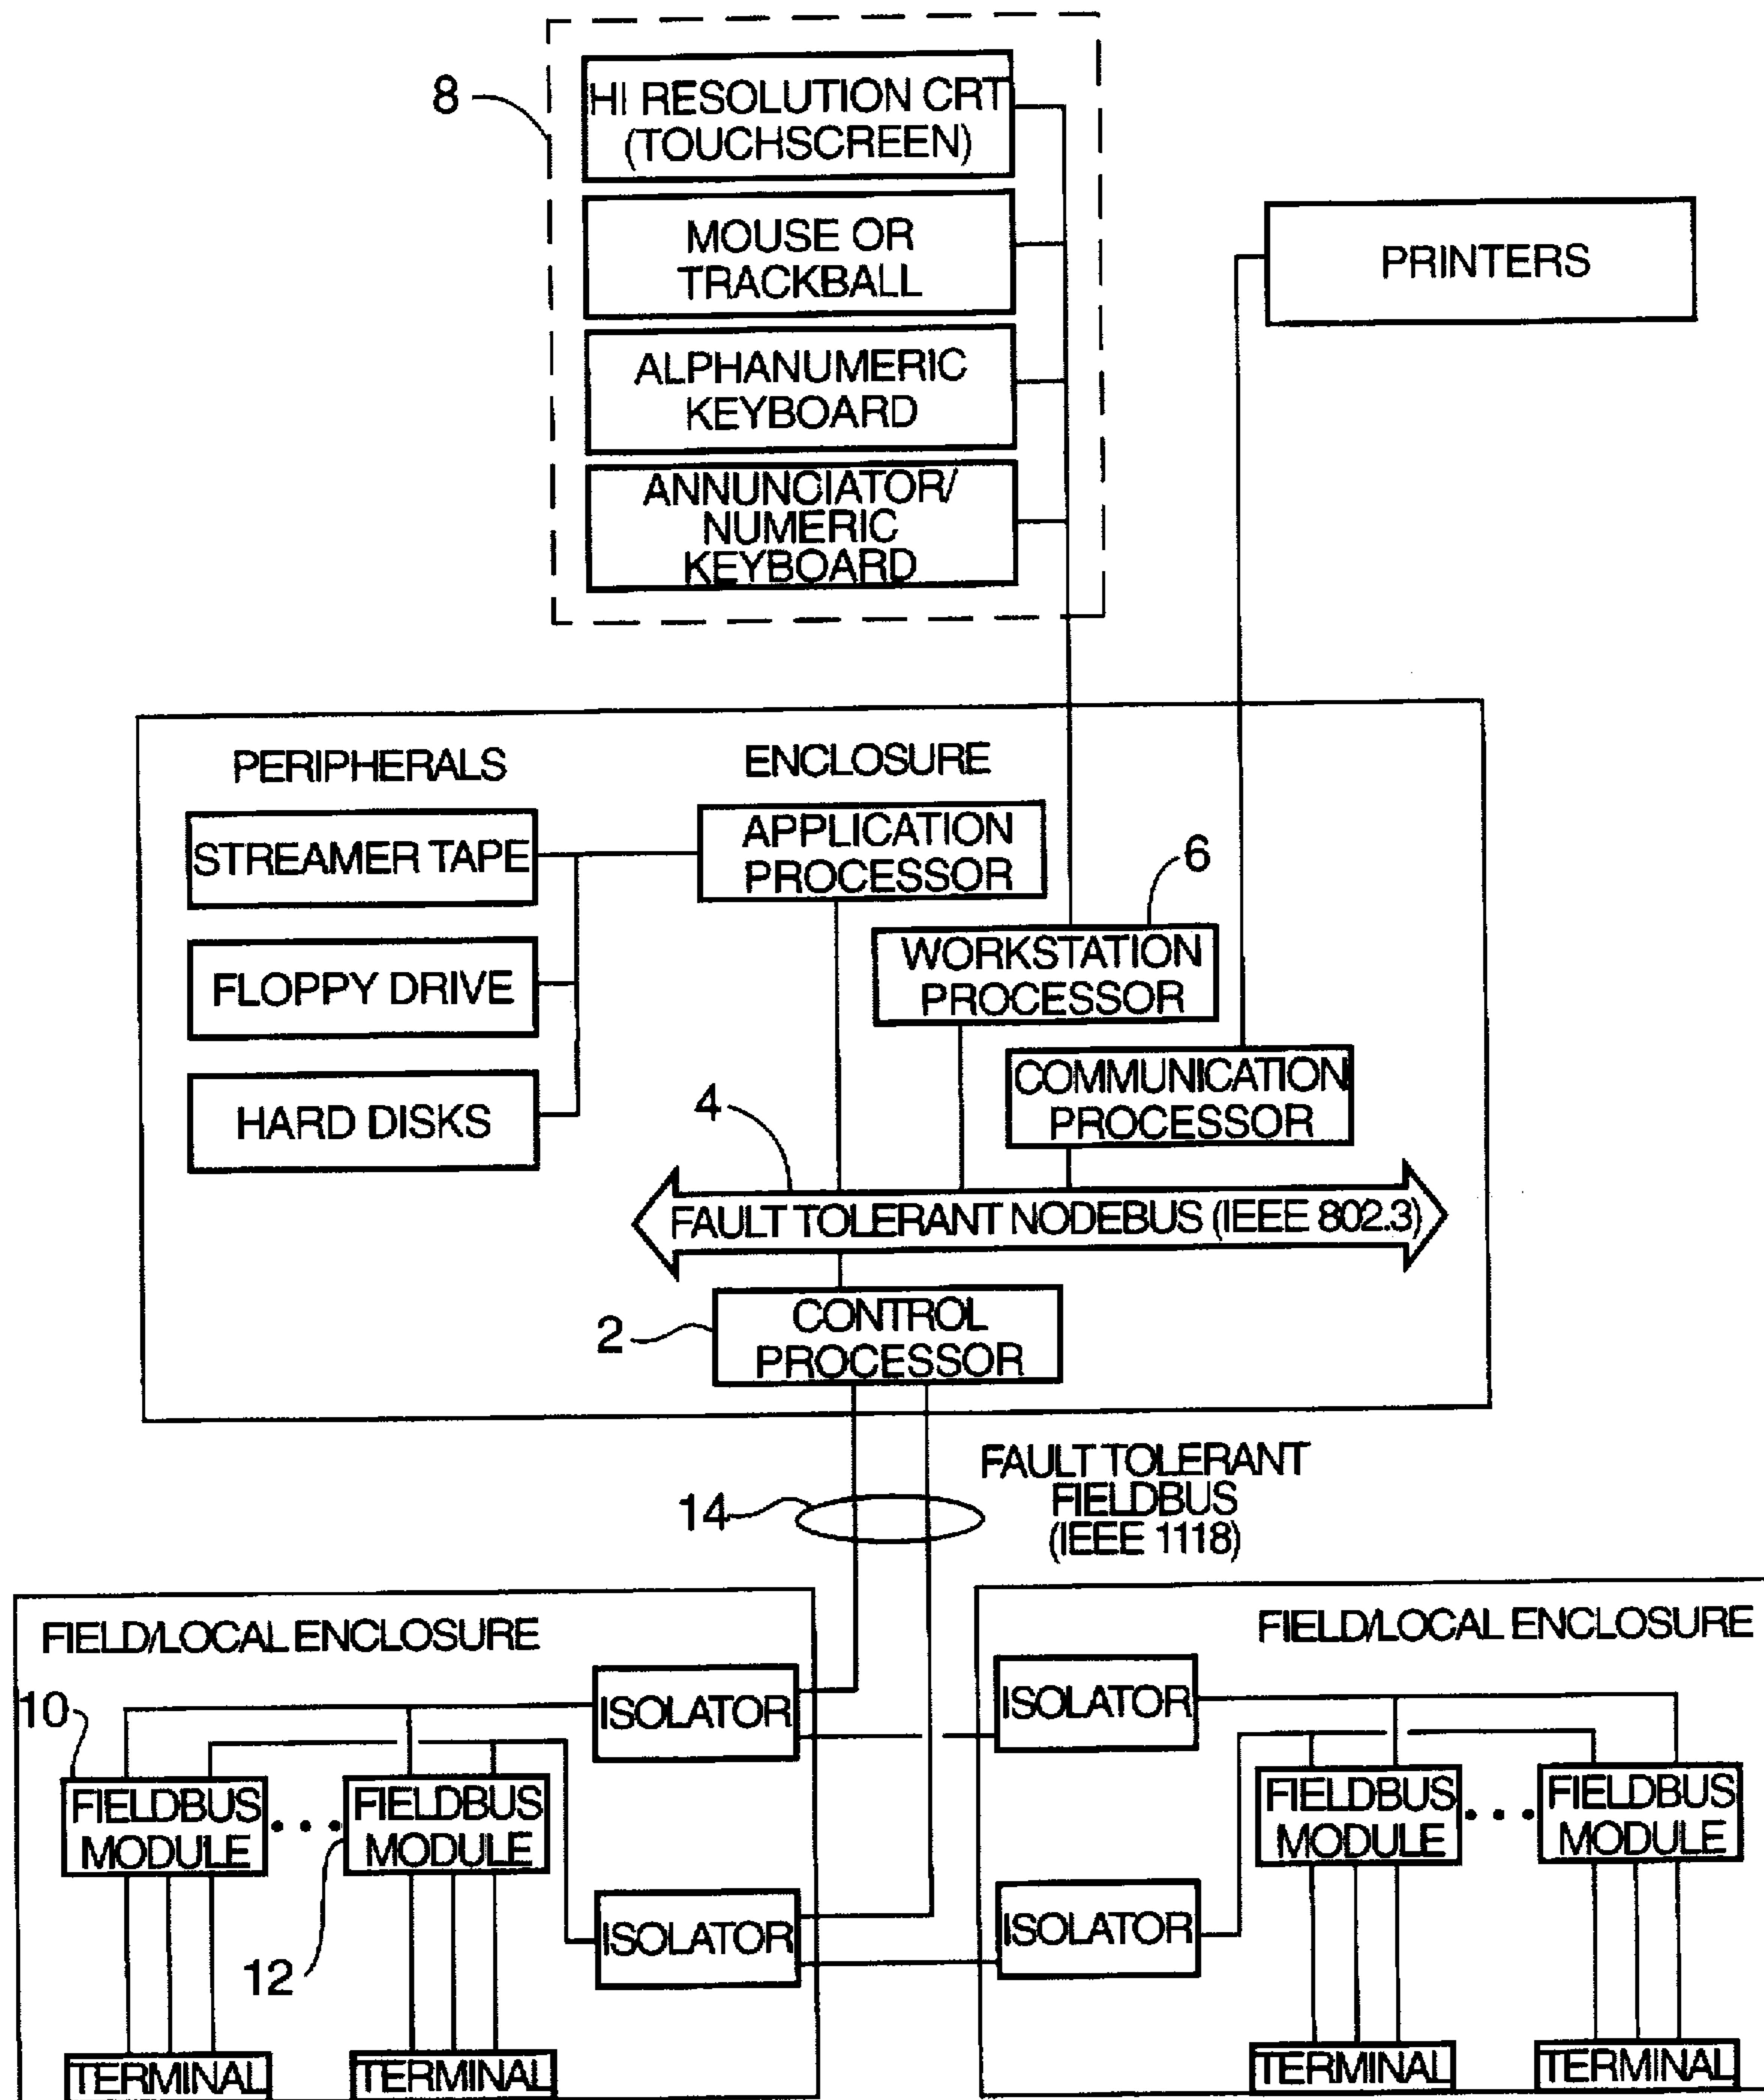 8
HI RESOLUTION CRT
(TOUCHSCREEN)
MOUSE OR
TRACKBALL
ALPHANUMERIC
KEYBOARD
ANNUNCIATOR/
NUMERIC
KEYBOARD
PRINTERS
PERIPHERALS
ENCLOSURE
STREAMER TAPE
FLOPPY DRIVE
HARD DISKS
APPLICATION
PROCESSOR
6
WORKSTATION
PROCESSOR
COMMUNICATION
PROCESSOR
4
FAULT TOLERANT NODEBUS (IEEE 802.3)
2
CONTROL
PROCESSOR
14
FAULT TOLERANT
FIELDBUS
(IEEE 1118)
FIELD/LOCAL ENCLOSURE
ISOLATOR
10
FIELDBUS
MODULE
FIELDBUS
MODULE
12
ISOLATOR
TERMINAL
TERMINAL
FIELD/LOCAL ENCLOSURE
ISOLATOR
FIELDBUS
MODULE
FIELDBUS
MODULE
ISOLATOR
TERMINAL
TERMINAL